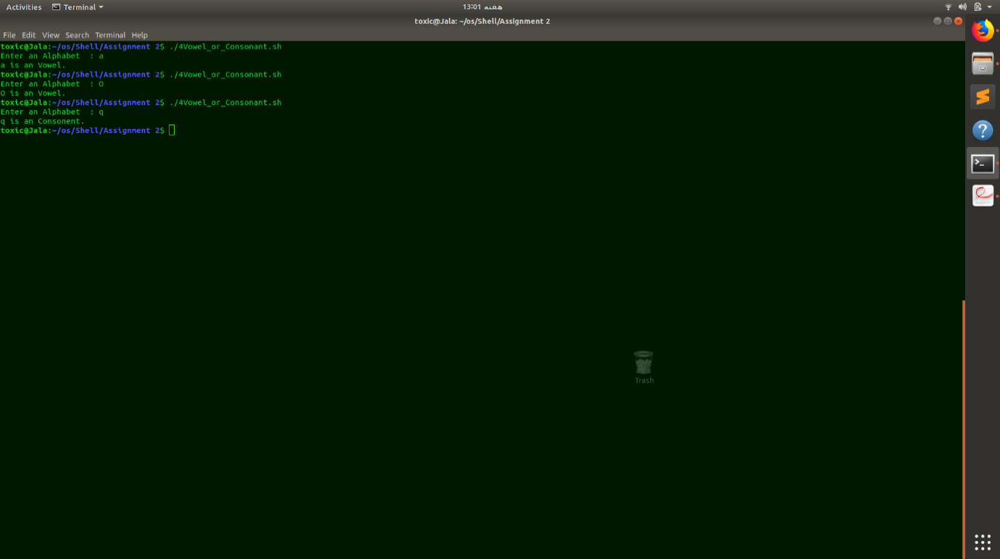 Activities Terminal 13:01 هفته
toxic@Jala: ~/os/Shell/Assignment 2
File Edit View Search Terminal Help
toxic@Jala:~/os/Shell/Assignment 2$ ./4Vowel_or_Consonant.sh
Enter an Alphabet  : a
a is an Vowel.
toxic@Jala:~/os/Shell/Assignment 2$ ./4Vowel_or_Consonant.sh
Enter an Alphabet  : O
O is an Vowel.
toxic@Jala:~/os/Shell/Assignment 2$ ./4Vowel_or_Consonant.sh
Enter an Alphabet  : q
q is an Consonent.
toxic@Jala:~/os/Shell/Assignment 2$
Trash